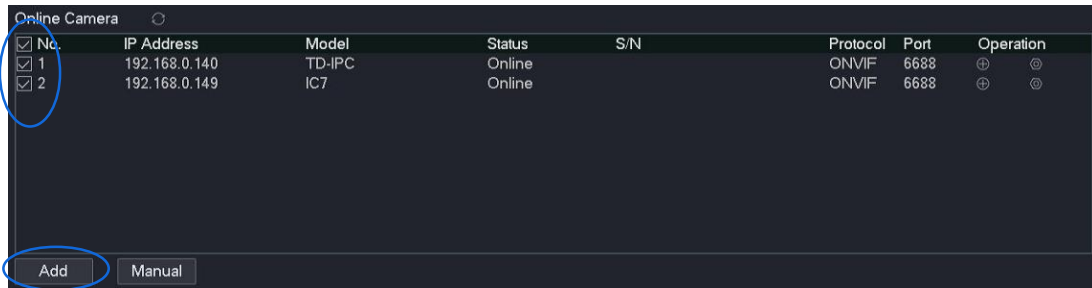 Online Camera
No. IP Address Model Status S/N Protocol Port Operation
1 192.168.0.140 TD-IPC Online ONVIF 6688
2 192.168.0.149 IC7 Online ONVIF 6688
Add Manual